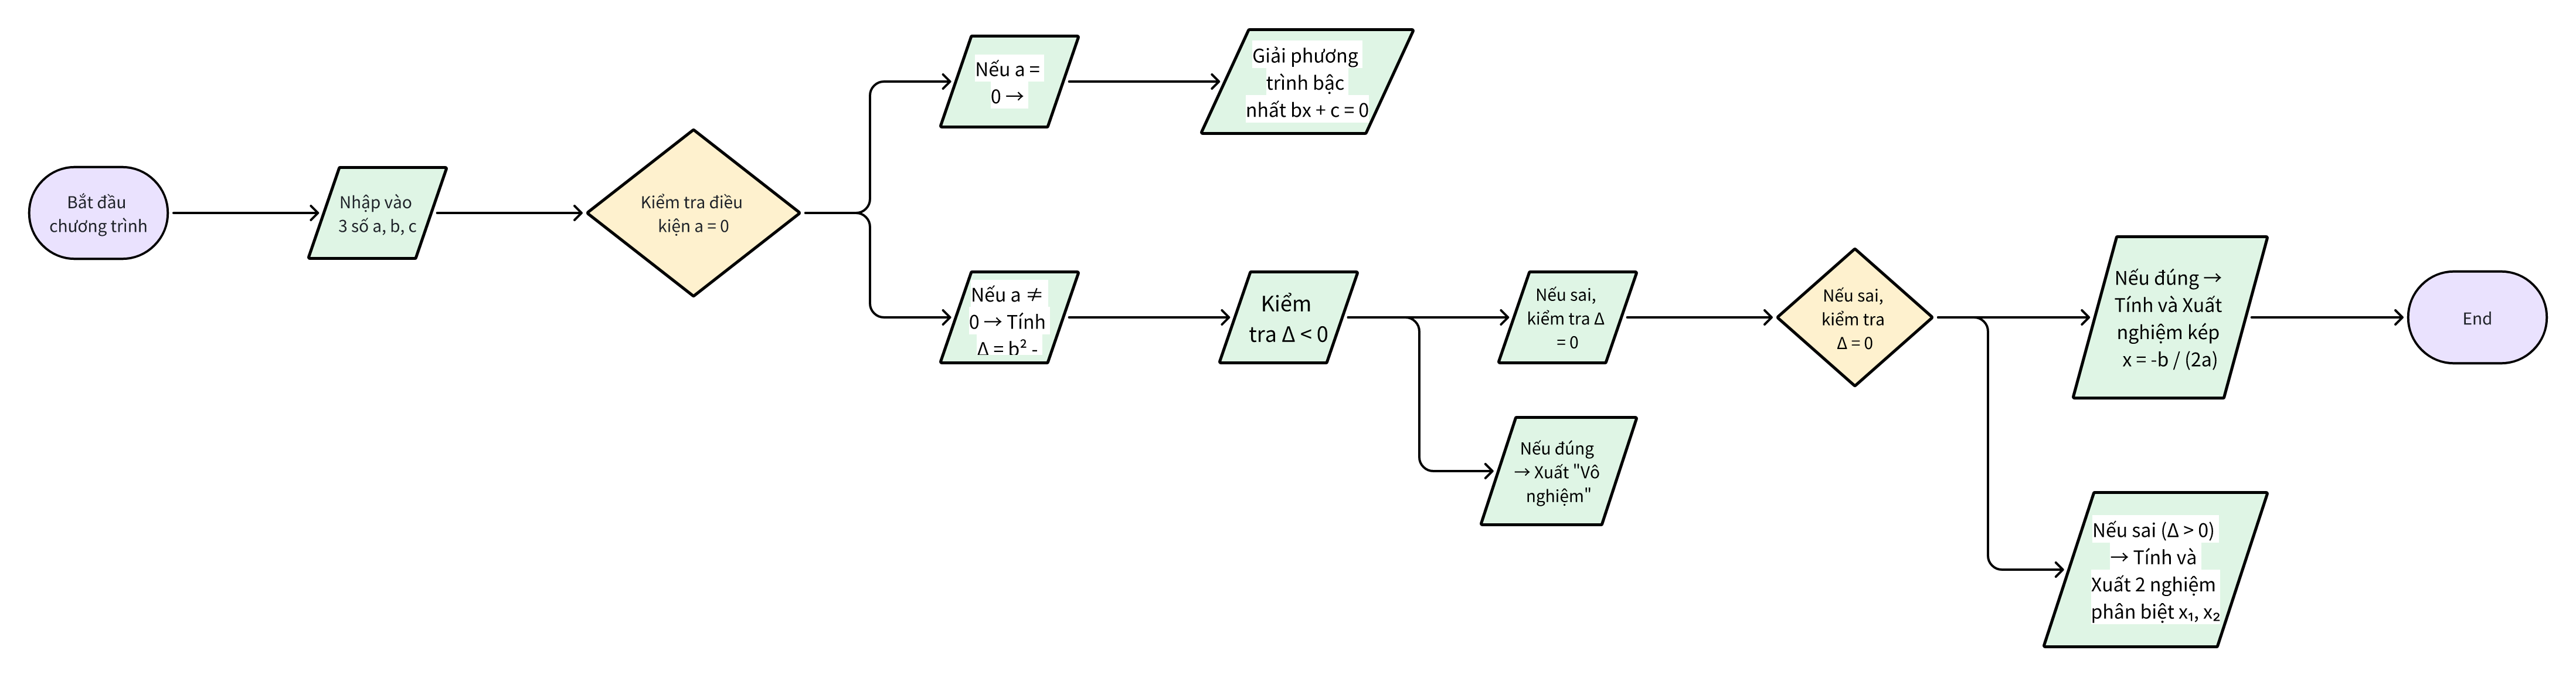 Bắt đầu
chương trình
Nhập vào
3 số a, b, c
Kiểm tra điều
kiện a = 0
Nếu a =
0 →
Giải phương
trình bậc
nhất bx + c = 0
Nếu a ≠
0 → Tính
Δ = b² -
Kiểm
tra Δ < 0
Nếu sai,
kiểm tra Δ
= 0
Nếu đúng
→ Xuất "Vô
nghiệm"
Nếu sai,
kiểm tra
Δ = 0
Nếu đúng →
Tính và Xuất
nghiệm kép
x = -b / (2a)
Nếu sai (Δ > 0)
→ Tính và
Xuất 2 nghiệm
phân biệt x₁, x₂
End